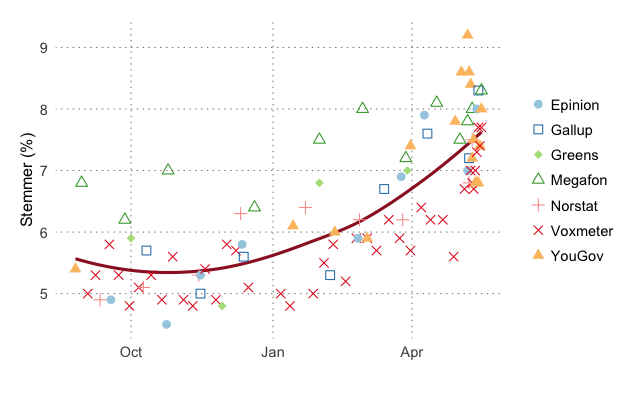 Stemmer (%)
9
8
7
6
5
Oct
Jan
Apr
Epinion
Gallup
Greens
Megafon
Norstat
Voxmeter
YouGov